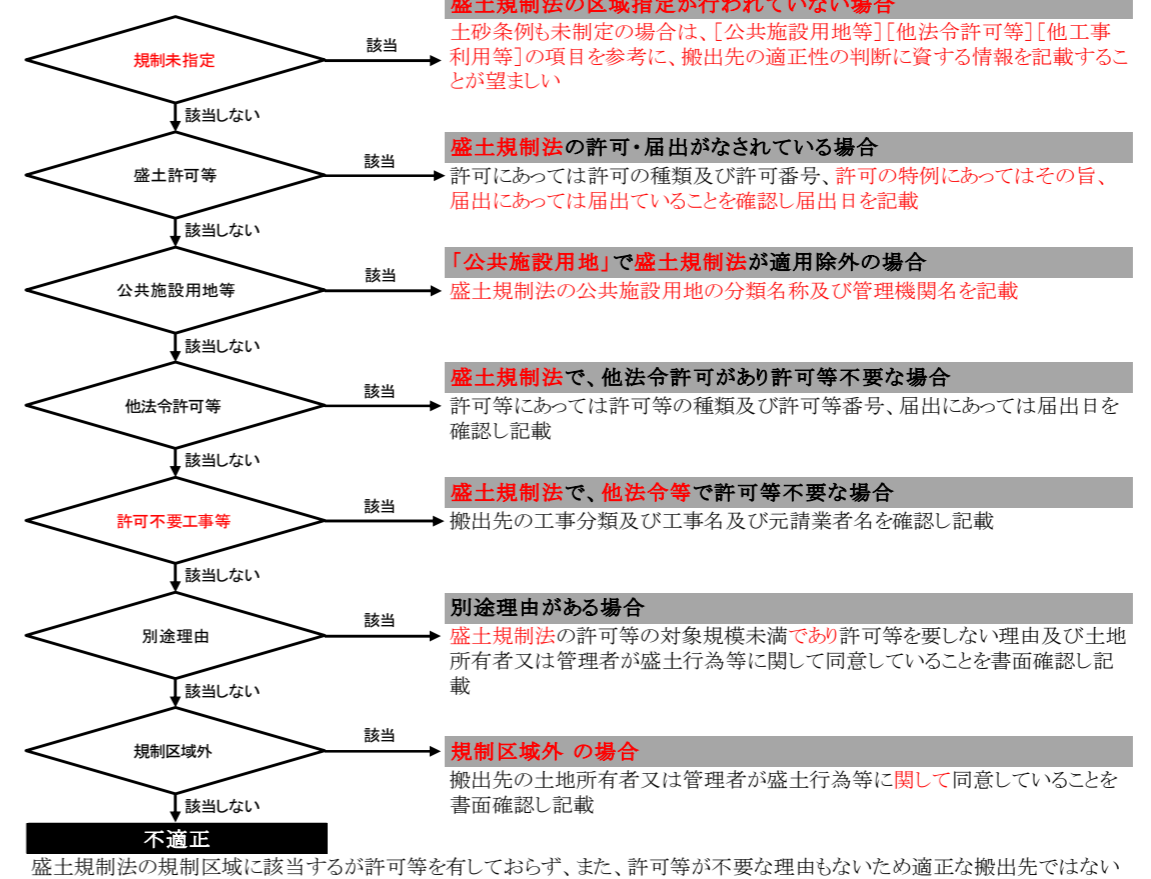 盛土規制法の区域指定が行われていない場合
規制未指定
該当
土砂条例も未制定の場合は、[公共施設用地等][他法令許可等][他工事
利用等]の項目を参考に、搬出先の適正性の判断に資する情報を記載するこ
とが望ましい
該当しない
盛土許可等
該当
盛土規制法の許可・届出がなされている場合
許可にあっては許可の種類及び許可番号、許可の特例にあってはその旨、
届出にあっては届出ていることを確認し届出日を記載
該当しない
公共施設用地等
該当
「公共施設用地」で盛土規制法が適用除外の場合
盛土規制法の公共施設用地の分類名称及び管理機関名を記載
該当しない
他法令許可等
該当
盛土規制法で、他法令許可があり許可等不要な場合
許可等にあっては許可等の種類及び許可等番号、届出にあっては届出日を
確認し記載
該当しない
許可不要工事等
該当
盛土規制法で、他法令等で許可等不要な場合
搬出先の工事分類及び工事名及び元請業者名を確認し記載
該当しない
別途理由
該当
別途理由がある場合
盛土規制法の許可等の対象規模未満であり許可等を要しない理由及び土地
所有者又は管理者が盛土行為等に関して同意していることを書面確認し記
載
該当しない
規制区域外
該当
規制区域外 の場合
搬出先の土地所有者又は管理者が盛土行為等に関して同意していることを
書面確認し記載
該当しない
不適正
盛土規制法の規制区域に該当するが許可等を有しておらず、また、許可等が不要な理由もないため適正な搬出先ではない